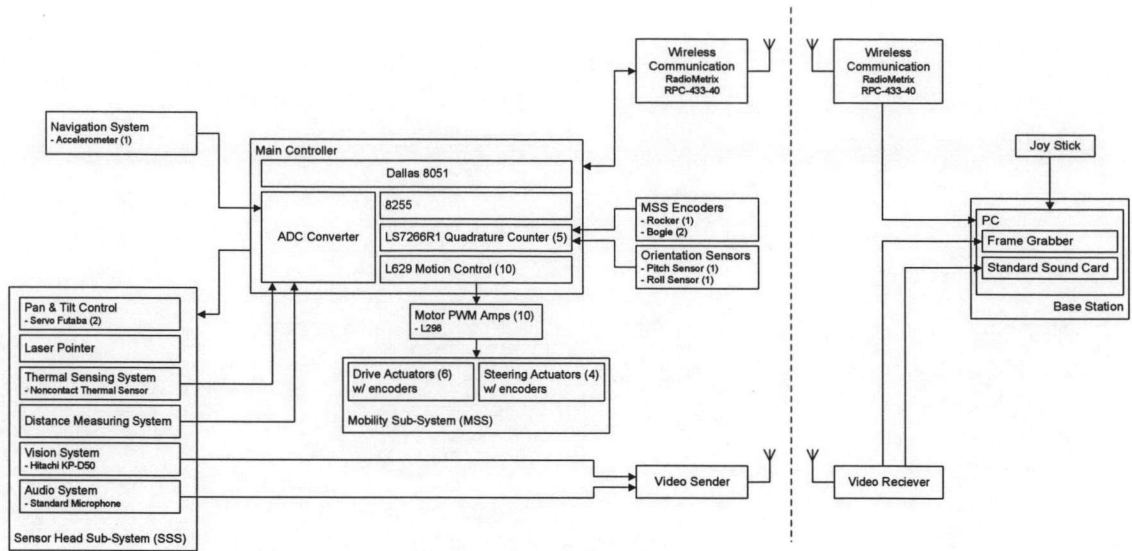 Wireless
Communication
RadioMetrix
RPC-433-40
Wireless
Communication
RadioMetrix
RPC-433-40
Navigation System
- Accelerometer (1)
Main Controller
Dallas 8051
ADC Converter
8255
LS7266R1 Quadrature Counter (5)
L629 Motion Control (10)
MSS Encoders
- Rocker (1)
- Bogie (2)
Orientation Sensors
- Pitch Sensor (1)
- Roll Sensor (1)
Joy Stick
PC
Frame Grabber
Standard Sound Card
Base Station
Pan & Tilt Control
- Servo Futaba (2)
Laser Pointer
Thermal Sensing System
- Noncontact Thermal Sensor
Distance Measuring System
Vision System
- Hitachi KP-D50
Audio System
- Standard Microphone
Sensor Head Sub-System (SSS)
Motor PWM Amps (10)
- L298
Drive Actuators (6)
w/ encoders
Steering Actuators (4)
w/ encoders
Mobility Sub-System (MSS)
Video Sender
Video Reciever